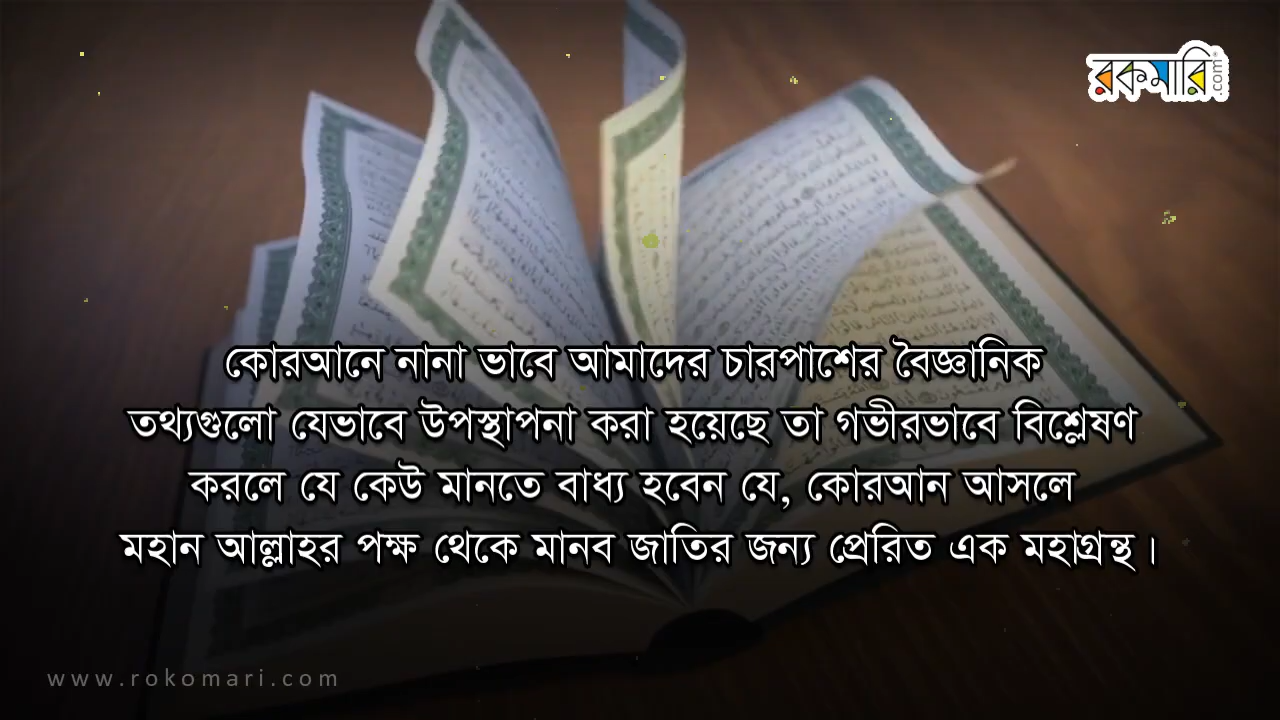 রকমারি.com
কোরআনে নানা ভাবে আমাদের চারপাশের বৈজ্ঞানিক
তথ্যগুলো যেভাবে উপস্থাপনা করা হয়েছে তা গভীরভাবে বিশ্লেষণ
করলে যে কেউ মানতে বাধ্য হবেন যে, কোরআন আসলে
মহান আল্লাহর পক্ষ থেকে মানব জাতির জন্য প্রেরিত এক মহাগ্রন্থ।
www.rokomari.com